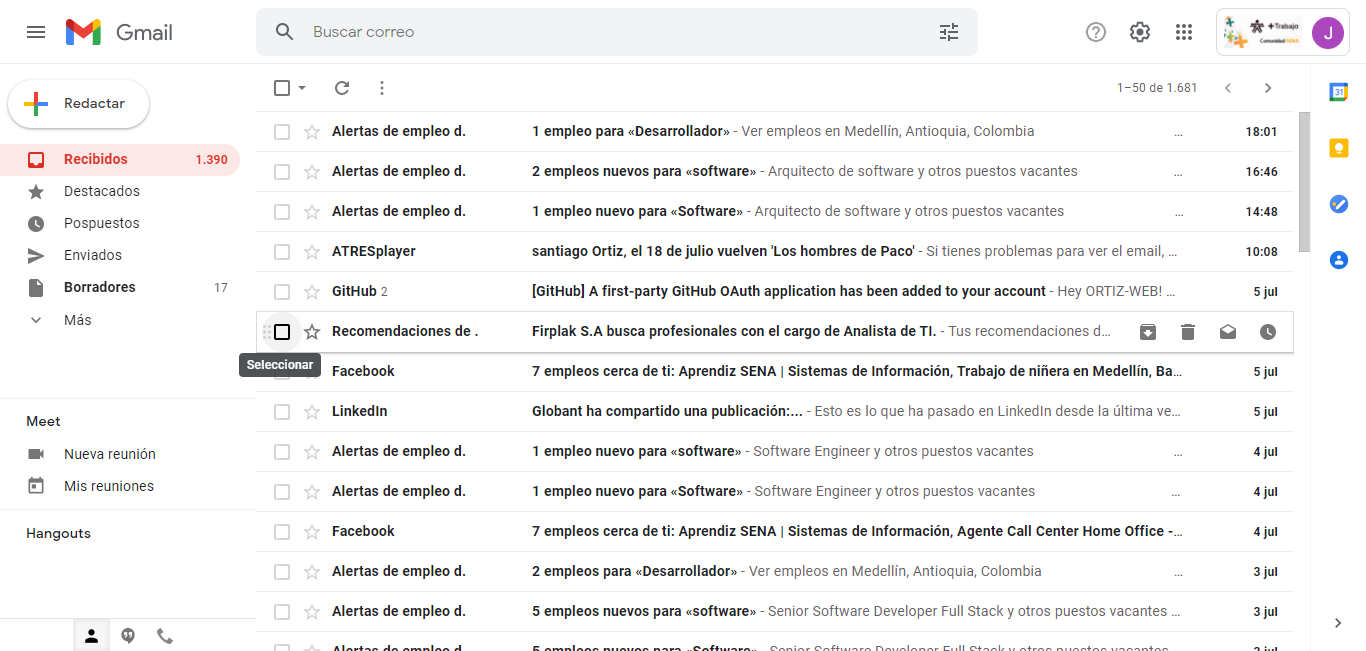 Gmail
Buscar correo
+Trabajo
Comunidad SENA
J
Redactar
1–50 de 1.681
31
Recibidos 1.390
Destacados
Pospuestos
Enviados
Borradores 17
Más
Meet
Nueva reunión
Mis reuniones
Hangouts
Alertas de empleo d. 1 empleo para «Desarrollador» - Ver empleos en Medellín, Antioquia, Colombia ... 18:01
Alertas de empleo d. 2 empleos nuevos para «software» - Arquitecto de software y otros puestos vacantes ... 16:46
Alertas de empleo d. 1 empleo nuevo para «Software» - Arquitecto de software y otros puestos vacantes ... 14:48
ATRESplayer santiago Ortiz, el 18 de julio vuelven 'Los hombres de Paco' - Si tienes problemas para ver el email, ... 10:08
GitHub 2 [GitHub] A first-party GitHub OAuth application has been added to your account - Hey ORTIZ-WEB! ... 5 jul
Recomendaciones de . Firplak S.A busca profesionales con el cargo de Analista de TI. - Tus recomendaciones d...
Seleccionar
Facebook 7 empleos cerca de ti: Aprendiz SENA | Sistemas de Información, Trabajo de niñera en Medellín, Ba... 5 jul
LinkedIn Globant ha compartido una publicación:... - Esto es lo que ha pasado en LinkedIn desde la última ve... 5 jul
Alertas de empleo d. 1 empleo nuevo para «software» - Software Engineer y otros puestos vacantes ... 4 jul
Alertas de empleo d. 1 empleo nuevo para «Software» - Software Engineer y otros puestos vacantes ... 4 jul
Facebook 7 empleos cerca de ti: Aprendiz SENA | Sistemas de Información, Agente Call Center Home Office -... 4 jul
Alertas de empleo d. 2 empleos para «Desarrollador» - Ver empleos en Medellín, Antioquia, Colombia ... 3 jul
Alertas de empleo d. 5 empleos nuevos para «software» - Senior Software Developer Full Stack y otros puestos vacantes ... 3 jul
Alertas de empleo d. 5 empleos nuevos para «Software» - Senior Software Developer Full Stack y otros puestos vacantes ... 3 jul